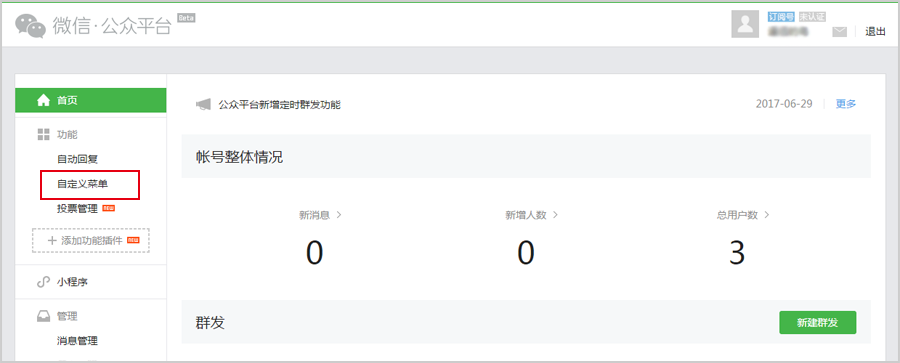 微信·公众平台 Beta
订阅号 未认证
退出
首页
公众平台新增定时群发功能 2017-06-29 更多
功能
自动回复
自定义菜单
投票管理
添加功能插件
小程序
管理
消息管理
帐号整体情况
新消息 新增人数 总用户数
0 0 3
群发 新建群发